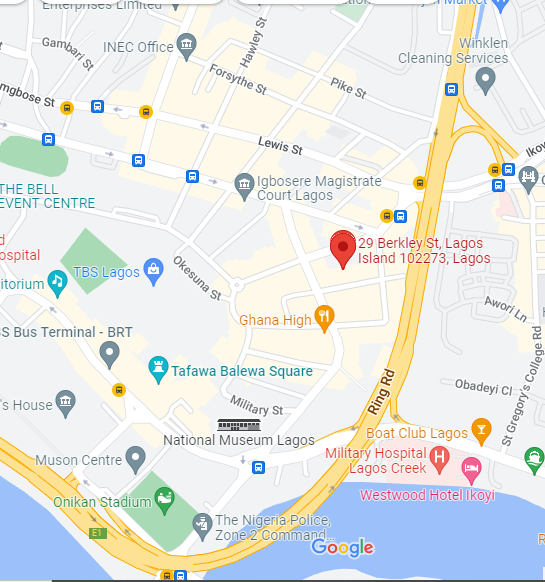 Enterprises Limited
Market
Winklen
Cleaning Services
INEC Office
Gambari St
Hawley St
Forsythe St
Pike St
mgbose St
Lewis St
Iko
Igbosere Magistrate
Court Lagos
THE BELL
EVENT CENTRE
d
ospital
29 Berkley St, Lagos
Island 102273, Lagos
TBS Lagos
itorium
Okesuna St
Awori Ln
Ghana High
SS Bus Terminal - BRT
Tafawa Balewa Square
St Gregory's College Rd
Obadeyi Cl
Ring Rd
's House
Military St
National Museum Lagos
Boat Club Lagos
Muson Centre
Military Hospital
Lagos Creek
H
Westwood Hotel Ikoyi
Onikan Stadium
E1
The Nigeria Police,
Zone 2 Command...
Google